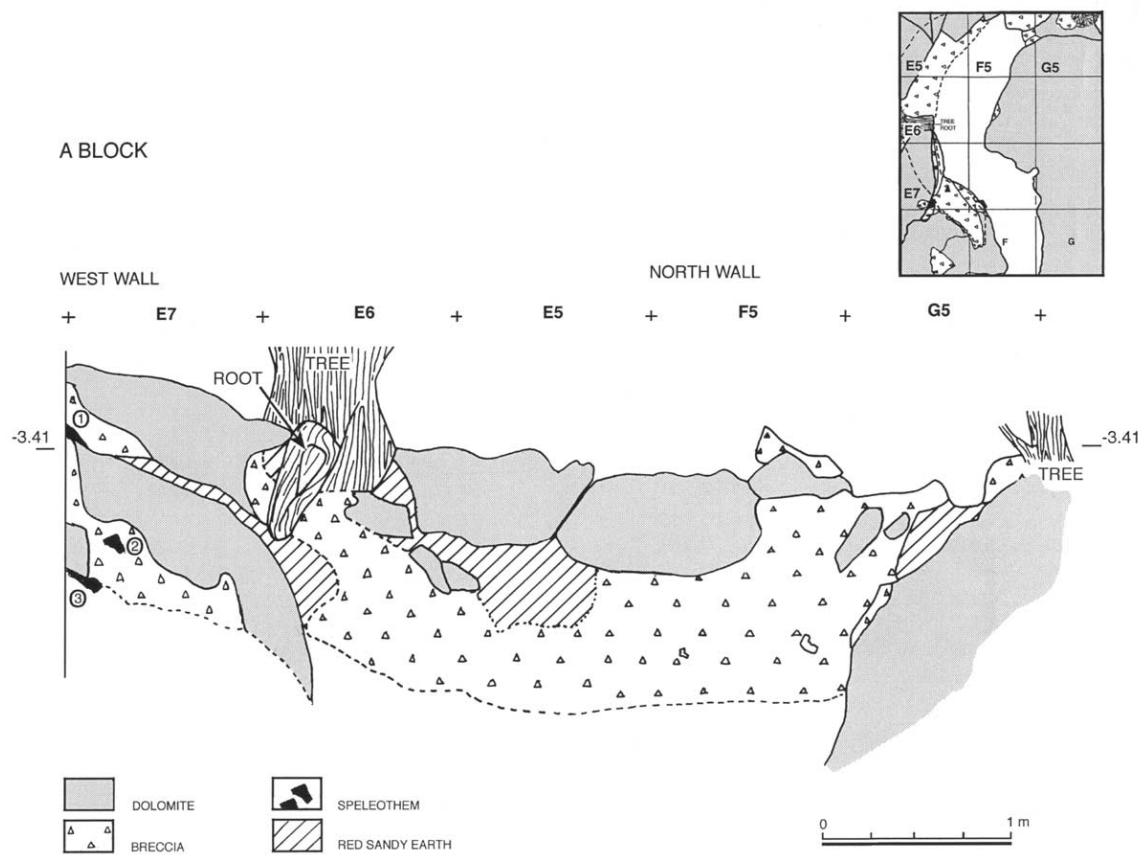 E5 F5 G5
TREE
ROOT
E6
E7
F G
A BLOCK
WEST WALL NORTH WALL
+ E7 + E6 + E5 + F5 + G5 +
TREE
ROOT
①
-3.41 -3.41
TREE
②
③
DOLOMITE SPELEOTHEM
BRECCIA RED SANDY EARTH
0 1 m